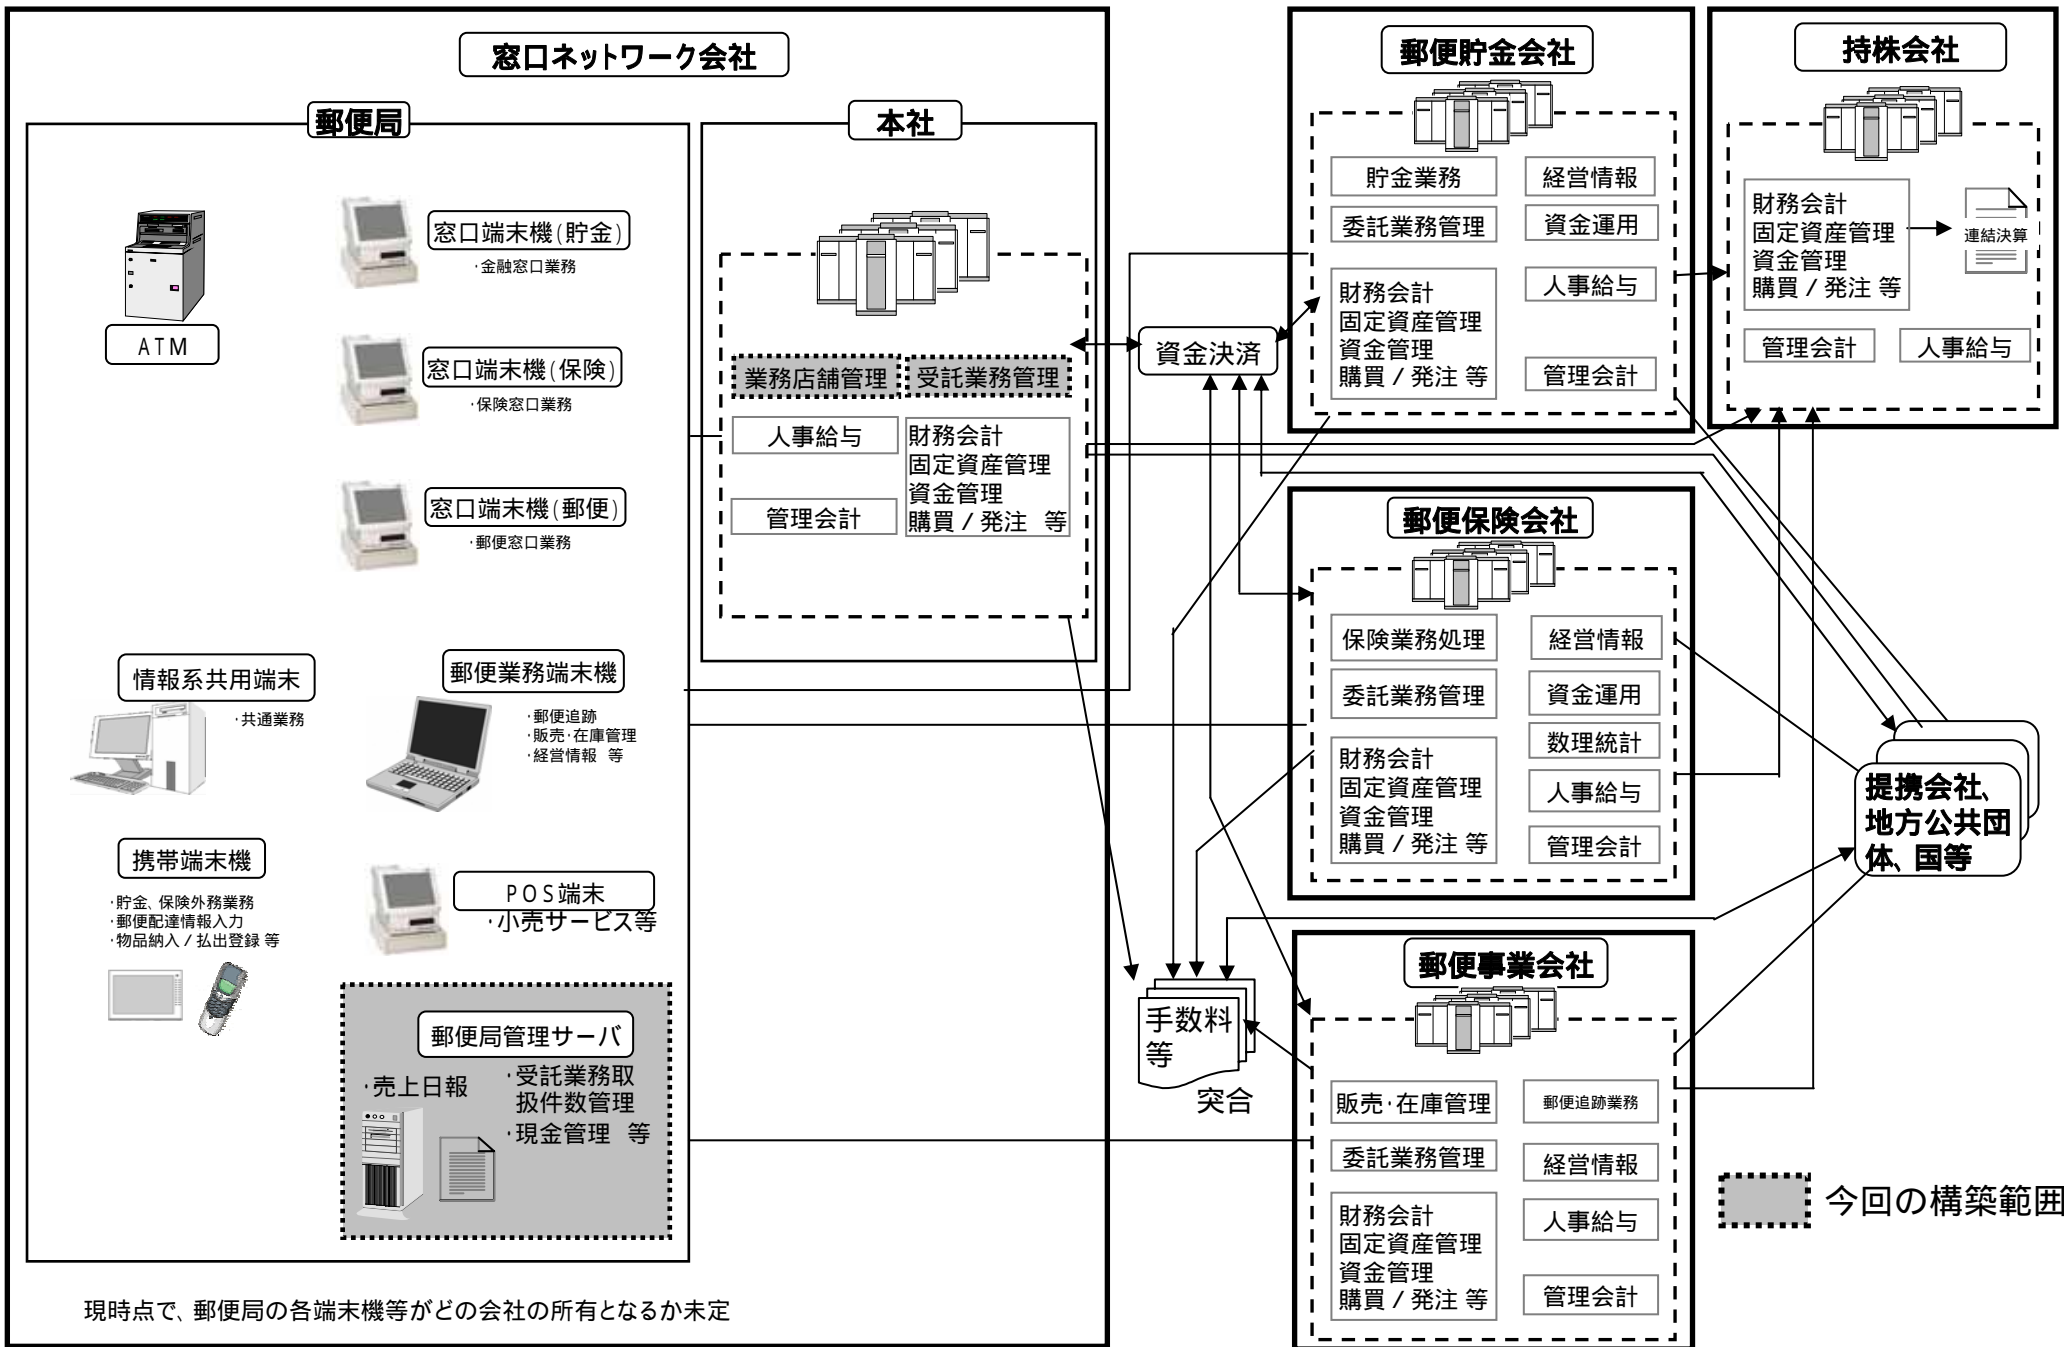 窓口ネットワーク会社
郵便局
ATM
窓口端末機(貯金)
・金融窓口業務
窓口端末機(保険)
・保険窓口業務
窓口端末機(郵便)
・郵便窓口業務
情報系共用端末
・共通業務
郵便業務端末機
・郵便追跡
・販売・在庫管理
・経営情報 等
携帯端末機
・貯金、保険外務業務
・郵便配達情報入力
・物品納入/払出登録 等
POS端末
・小売サービス等
郵便局管理サーバ
・売上日報
・受託業務取
扱件数管理
・現金管理 等
現時点で、郵便局の各端末機等がどの会社の所有となるか未定
本社
業務店舗管理
受託業務管理
人事給与
財務会計
固定資産管理
資金管理
購買/発注 等
管理会計
資金決済
手数料
等
突合
郵便貯金会社
貯金業務
経営情報
委託業務管理
資金運用
財務会計
固定資産管理
資金管理
購買/発注 等
人事給与
管理会計
持株会社
財務会計
固定資産管理
資金管理
購買/発注 等
連結決算
管理会計
人事給与
郵便保険会社
保険業務処理
経営情報
委託業務管理
資金運用
数理統計
財務会計
固定資産管理
資金管理
購買/発注 等
人事給与
管理会計
提携会社、
地方公共団
体、国等
郵便事業会社
販売・在庫管理
郵便追跡業務
委託業務管理
経営情報
財務会計
固定資産管理
資金管理
購買/発注 等
人事給与
管理会計
今回の構築範囲